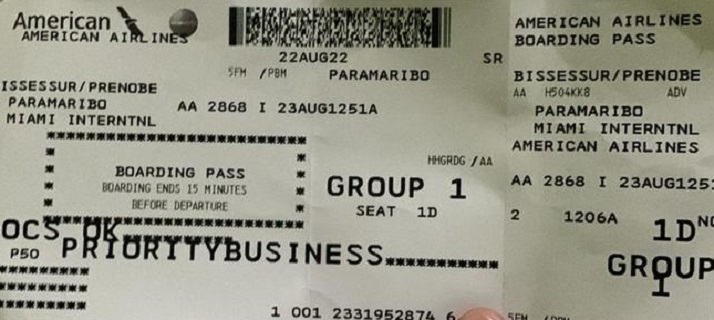 American
AMERICAN AIRLINES
22AUG22 SR
SFM /PBM PARAMARIBO
ISSESSUR/PRENOBE
PARAMARIBO AA 2868 I 23AUG1251A
MIAMI INTERNTNL
BOARDING PASS
BOARDING ENDS 15 MINUTES
BEFORE DEPARTURE
HHGRDG /AA
GROUP 1
SEAT 1D
OCS OK
PRIORITYBUSINESS
P50
1 001 2331952874 6
AMERICAN AIRLINES
BOARDING PASS
BISSESSUR/PRENOBE
AA H504KK8 ADV
PARAMARIBO
MIAMI INTERNTNL
AMERICAN AIRLINES
AA 2868 I 23AUG125
2 1206A 1D NO
GROUP
1